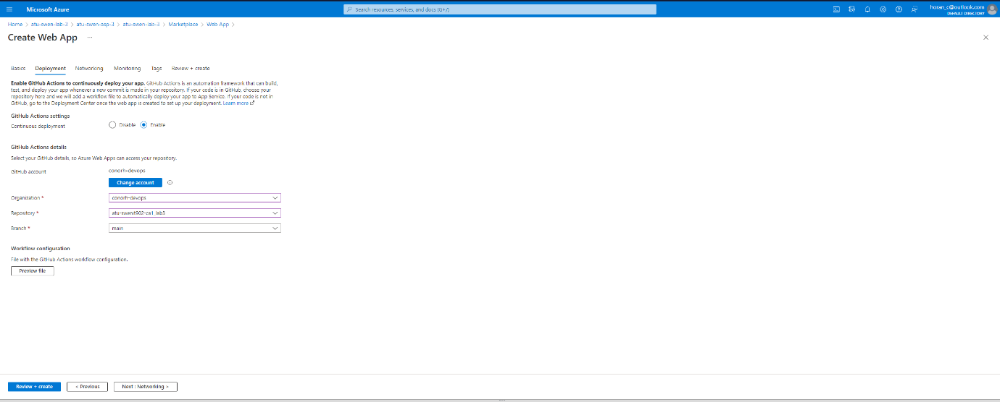 Microsoft Azure
Search resources, services, and docs (G+/)
horan_c@outlook.com
DEFAULT DIRECTORY
Home > atu-swen-lab-3 > atu-swen-asp-3 > atu-swen-lab-3 > Marketplace > Web App >
Create Web App ...
Basics Deployment Networking Monitoring Tags Review + create
Enable GitHub Actions to continuously deploy your app. GitHub Actions is an automation framework that can build,
test, and deploy your app whenever a new commit is made in your repository. If your code is in GitHub, choose your
repository here and we will add a workflow file to automatically deploy your app to App Service. If your code is not in
GitHub, go to the Deployment Center once the web app is created to set up your deployment. Learn more
GitHub Actions settings
Continuous deployment Disable Enable
GitHub Actions details
Select your GitHub details, so Azure Web Apps can access your repository.
GitHub account conorh-devops
Change account
Organization * conorh-devops
Repository * atu-swenit902-ca1_lab3
Branch * main
Workflow configuration
File with the GitHub Actions workflow configuration.
Preview file
Review + create < Previous Next : Networking >